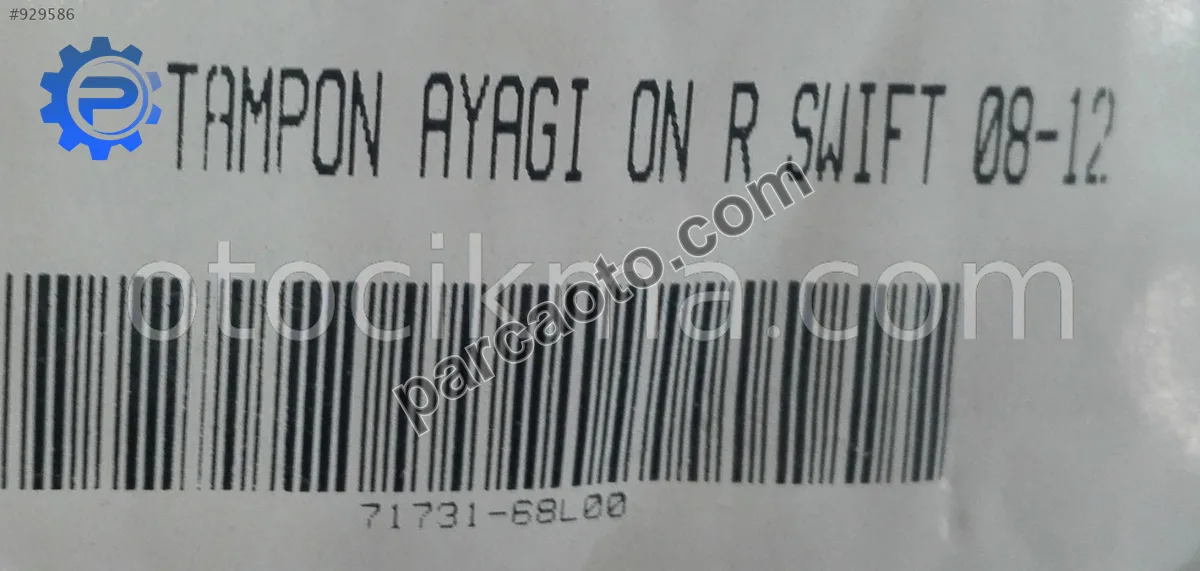 #929586
TAMPON AYAGI ON R SWIFT 08-12
otocikma.com
parcaoto.com
71731-68L00